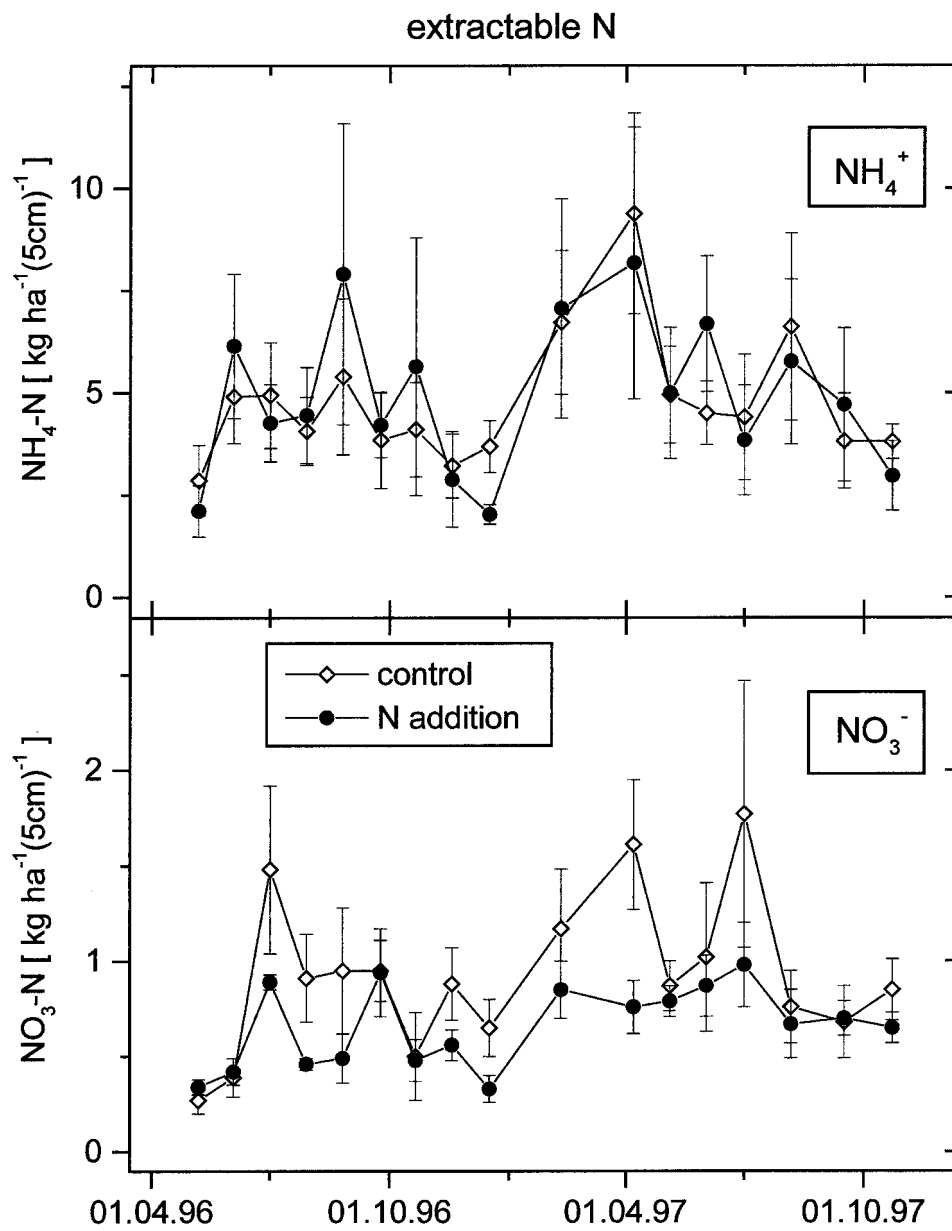 extractable N
NH₄-N [ kg ha⁻¹(5cm)⁻¹ ]
10
5
0
NH₄⁺
NO₃-N [ kg ha⁻¹(5cm)⁻¹ ]
2
1
0
control
N addition
NO₃⁻
01.04.96 01.10.96 01.04.97 01.10.97